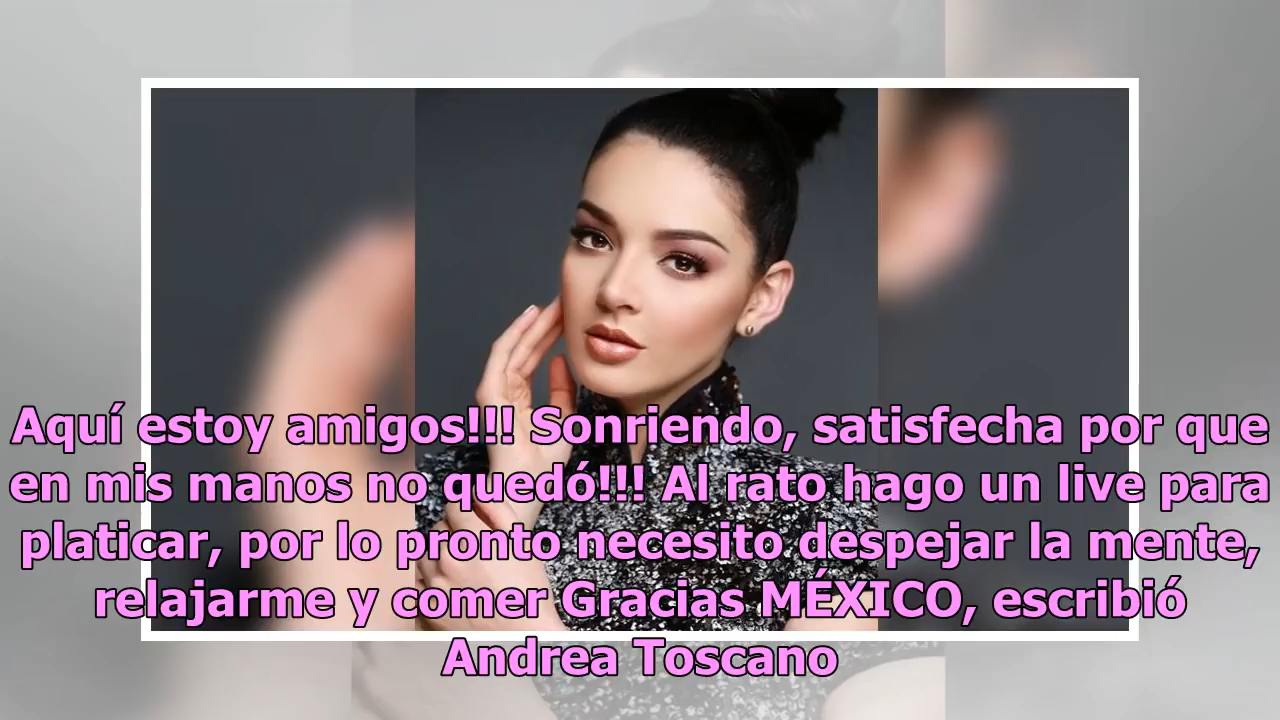 Aquí estoy amigos!!! Sonriendo, satisfecha por que
en mis manos no quedó!!! Al rato hago un live para
platicar, por lo pronto necesito despejar la mente,
relajarme y comer Gracias MÉXICO, escribió
Andrea Toscano